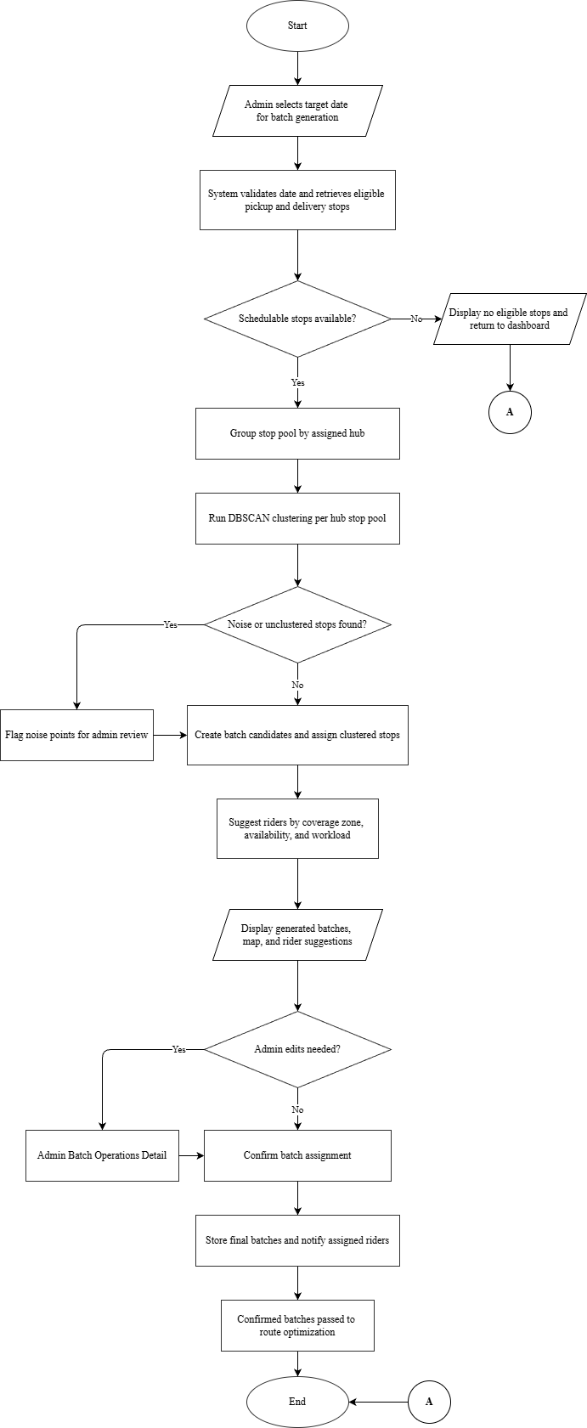 Start
Admin selects target date
for batch generation
System validates date and retrieves eligible
pickup and delivery stops
Schedulable stops available?
No
Display no eligible stops and
return to dashboard
A
Yes
Group stop pool by assigned hub
Run DBSCAN clustering per hub stop pool
Noise or unclustered stops found?
Yes
No
Flag noise points for admin review
Create batch candidates and assign clustered stops
Suggest riders by coverage zone,
availability, and workload
Display generated batches,
map, and rider suggestions
Admin edits needed?
Yes
No
Admin Batch Operations Detail
Confirm batch assignment
Store final batches and notify assigned riders
Confirmed batches passed to
route optimization
End
A